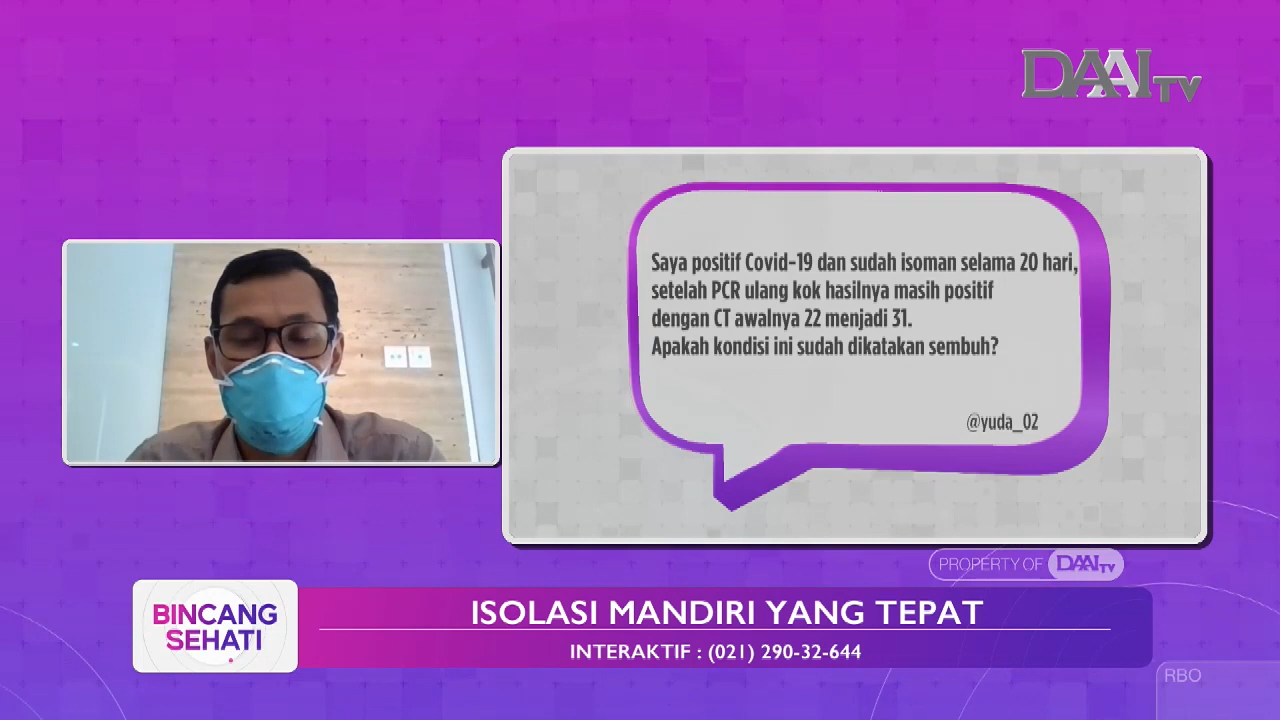 DAAI TV
Saya positif Covid-19 dan sudah isoman selama 20 hari,
setelah PCR ulang kok hasilnya masih positif
dengan CT awalnya 22 menjadi 31.
Apakah kondisi ini sudah dikatakan sembuh?
@yuda_02
PROPERTY OF DAAI TV
BINCANG
SEHATI
ISOLASI MANDIRI YANG TEPAT
INTERAKTIF : (021) 290-32-644
RBO